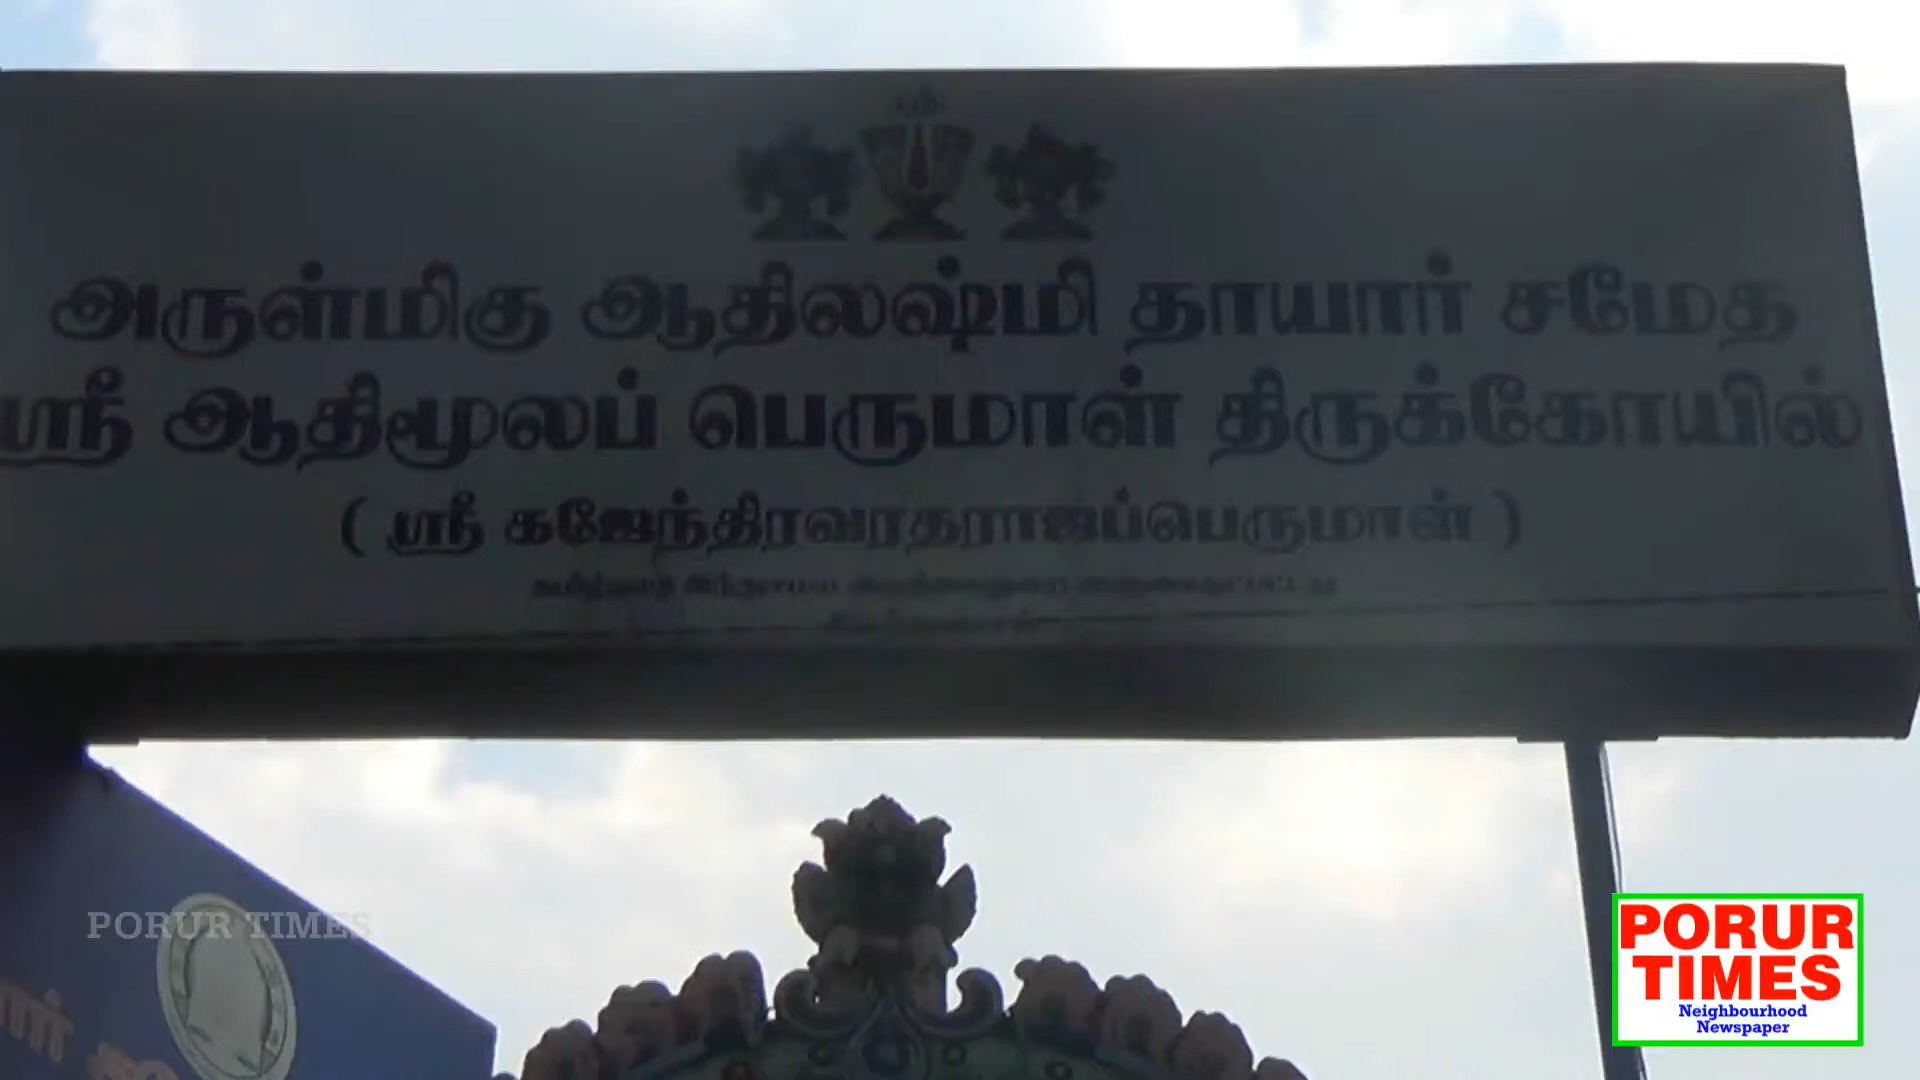 அருள்மிகு ஆதிலஷ்மி தாயார் சமேத
ஸ்ரீ ஆதிமூலப் பெருமாள் திருக்கோயில்
( ஸ்ரீ கஜேந்திரவரதராஜப்பெருமாள் )
PORUR TIMES
PORUR
TIMES
Neighbourhood
Newspaper